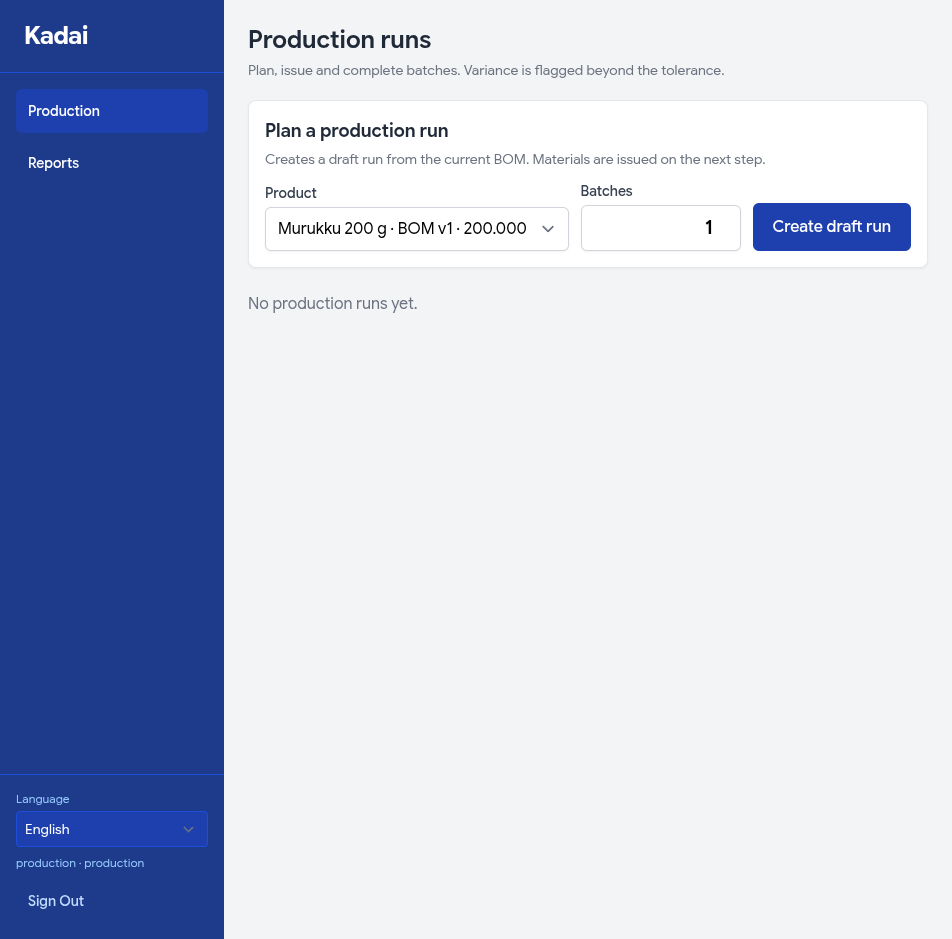 Kadai
Production
Reports
Language
English
production · production
Sign Out
Production runs
Plan, issue and complete batches. Variance is flagged beyond the tolerance.
Plan a production run
Creates a draft run from the current BOM. Materials are issued on the next step.
Product
Murukku 200 g · BOM v1 · 200.000
Batches
1
Create draft run
No production runs yet.